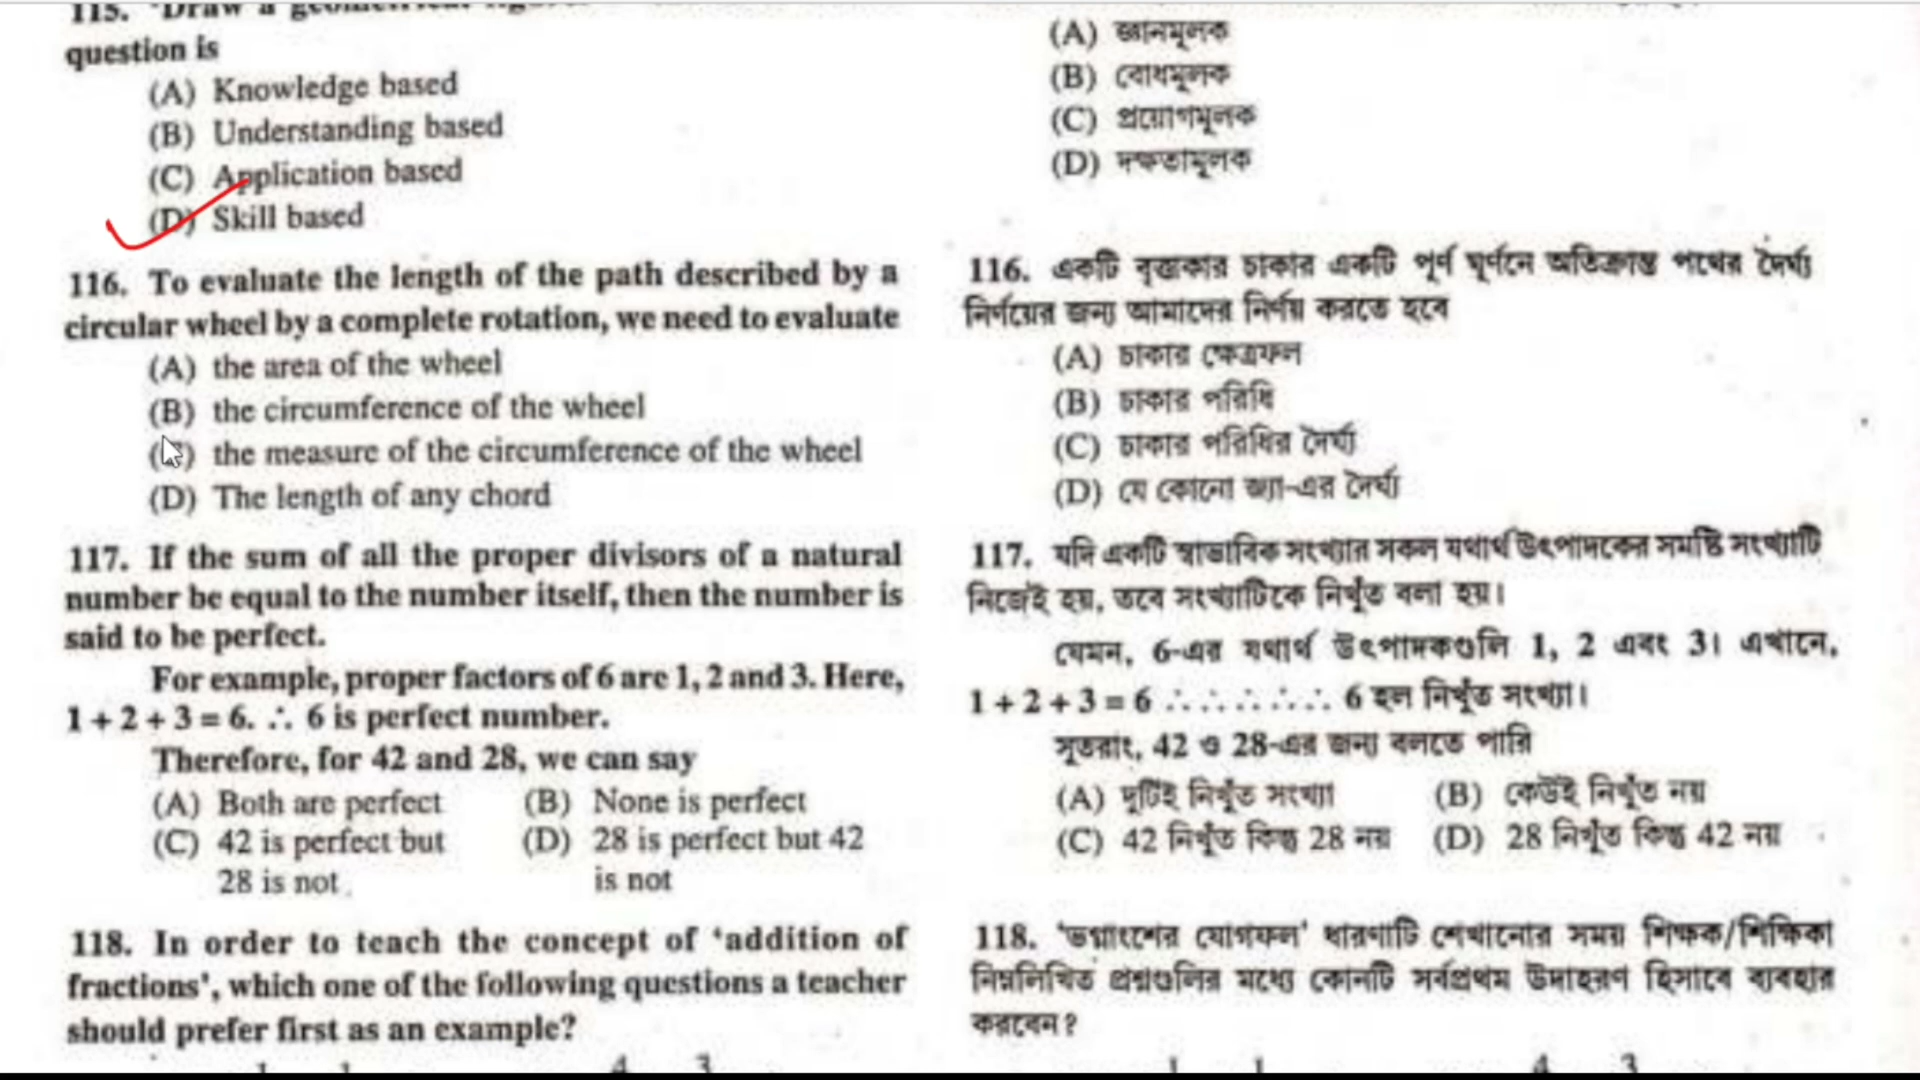 115. 'Draw a geometrical
question is
(A) Knowledge based
(B) Understanding based
(C) Application based
(D) Skill based
116. To evaluate the length of the path described by a
circular wheel by a complete rotation, we need to evaluate
(A) the area of the wheel
(B) the circumference of the wheel
(C) the measure of the circumference of the wheel
(D) The length of any chord
117. If the sum of all the proper divisors of a natural
number be equal to the number itself, then the number is
said to be perfect.
For example, proper factors of 6 are 1, 2 and 3. Here,
1 + 2 + 3 = 6. ∴ 6 is perfect number.
Therefore, for 42 and 28, we can say
(A) Both are perfect (B) None is perfect
(C) 42 is perfect but (D) 28 is perfect but 42
28 is not is not
118. In order to teach the concept of 'addition of
fractions', which one of the following questions a teacher
should prefer first as an example?
(A) জ্ঞানমূলক
(B) বোধমূলক
(C) প্রয়োগমূলক
(D) দক্ষতামূলক
116. একটি বৃত্তাকার চাকার একটি পূর্ণ ঘূর্ণনে অতিক্রান্ত পথের দৈর্ঘ্য
নির্ণয়ের জন্য আমাদের নির্ণয় করতে হবে
(A) চাকার ক্ষেত্রফল
(B) চাকার পরিধি
(C) চাকার পরিধির দৈর্ঘ্য
(D) যে কোনো জ্যা-এর দৈর্ঘ্য
117. যদি একটি স্বাভাবিক সংখ্যার সকল যথার্থ উৎপাদকের সমষ্টি সংখ্যাটি
নিজেই হয়, তবে সংখ্যাটিকে নিখুঁত বলা হয়।
যেমন, 6-এর যথার্থ উৎপাদকগুলি 1, 2 এবং 3। এখানে,
1 + 2 + 3 = 6 ∴ ∴ ∴ ∴ ∴ 6 হল নিখুঁত সংখ্যা।
সুতরাং, 42 ও 28-এর জন্য বলতে পারি
(A) দুটিই নিখুঁত সংখ্যা (B) কেউই নিখুঁত নয়
(C) 42 নিখুঁত কিন্তু 28 নয় (D) 28 নিখুঁত কিন্তু 42 নয়
118. 'ভগ্নাংশের যোগফল' ধারণাটি শেখানোর সময় শিক্ষক/শিক্ষিকা
নিম্নলিখিত প্রশ্নগুলির মধ্যে কোনটি সর্বপ্রথম উদাহরণ হিসাবে ব্যবহার
করবেন?